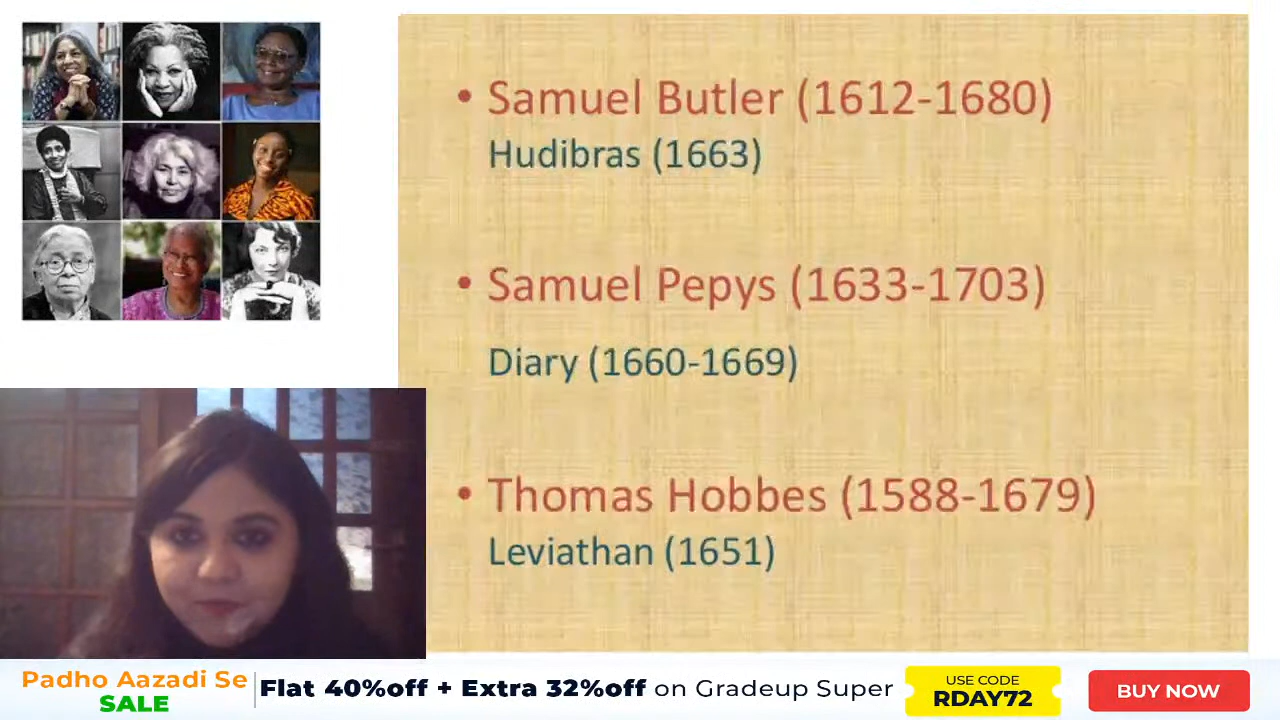 • Samuel Butler (1612-1680)
Hudibras (1663)
• Samuel Pepys (1633-1703)
Diary (1660-1669)
• Thomas Hobbes (1588-1679)
Leviathan (1651)
Padho Aazadi Se
SALE
Flat 40%off + Extra 32%off on Gradeup Super
USE CODE
RDAY72
BUY NOW